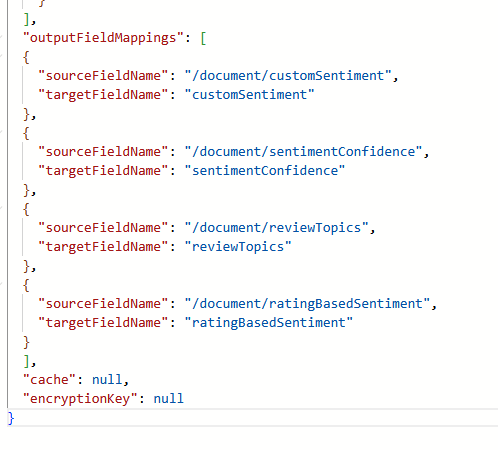 }
],
"outputFieldMappings": [
{
"sourceFieldName": "/document/customSentiment",
"targetFieldName": "customSentiment"
},
{
"sourceFieldName": "/document/sentimentConfidence",
"targetFieldName": "sentimentConfidence"
},
{
"sourceFieldName": "/document/reviewTopics",
"targetFieldName": "reviewTopics"
},
{
"sourceFieldName": "/document/ratingBasedSentiment",
"targetFieldName": "ratingBasedSentiment"
}
],
"cache": null,
"encryptionKey": null
}